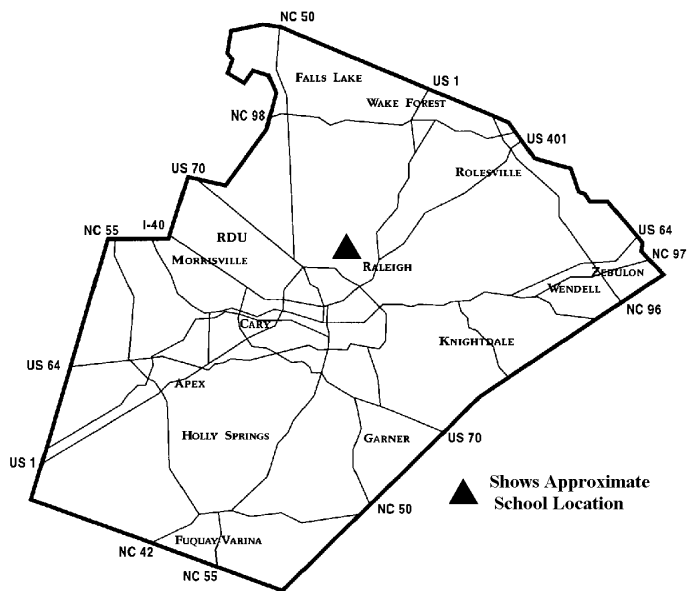 NC 50
FALLS LAKE
US 1
WAKE FOREST
NC 98
US 401
US 70
ROLESVILLE
NC 55
I-40
RDU
US 64
MORRISVILLE
RALEIGH
NC 97
ZEBULON
WENDELL
NC 96
CARY
KNIGHTDALE
US 64
APEX
HOLLY SPRINGS
GARNER
US 70
US 1
Shows Approximate
School Location
NC 50
FUQUAY-VARINA
NC 42
NC 55